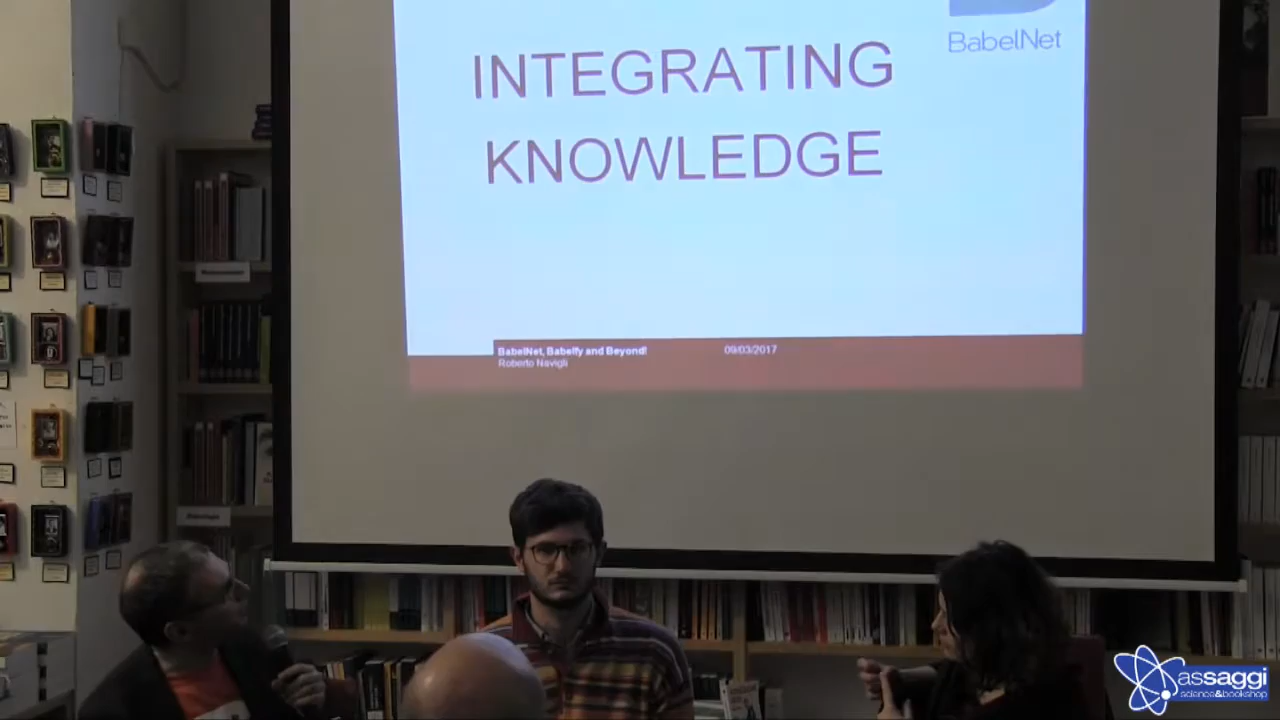 BabelNet
INTEGRATING
KNOWLEDGE
BabelNet, Babelfy and Beyond!
09/03/2017
Roberto Navigli
assaggi
science&bookshop